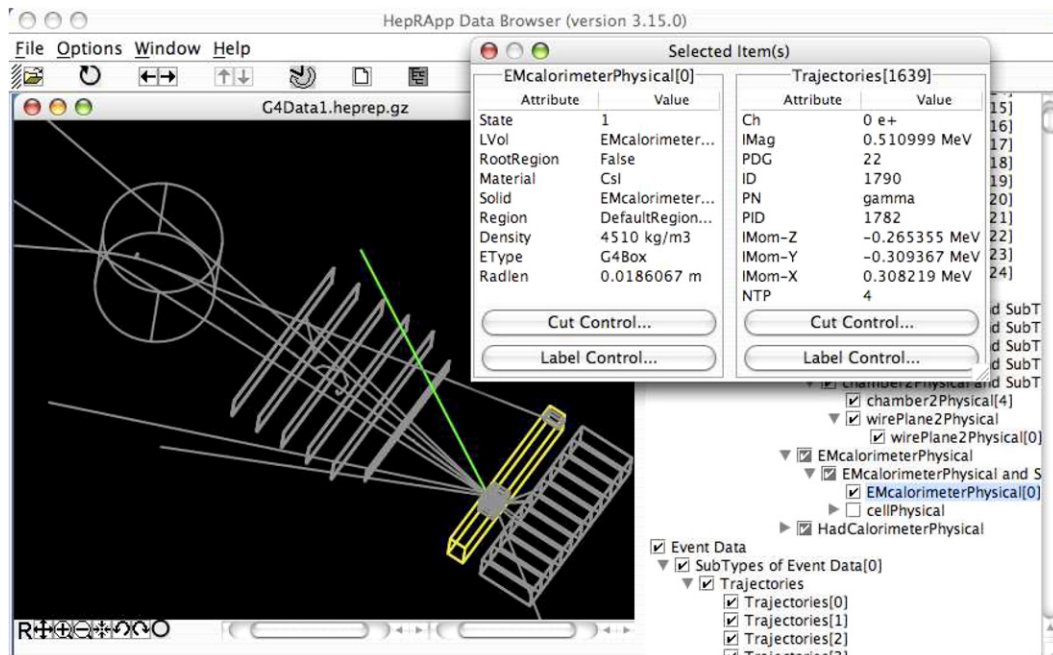 HepRApp Data Browser (version 3.15.0)
File Options Window Help
G4Data1.heprep.gz
Selected Item(s)
EMcalorimeterPhysical[0]
Attribute Value
State 1
LVol EMcalorimeter...
RootRegion False
Material CsI
Solid EMcalorimeter...
Region DefaultRegion...
Density 4510 kg/m3
EType G4Box
Radlen 0.0186067 m
Cut Control...
Label Control...
Trajectories[1639]
Attribute Value
Ch 0 e+
IMag 0.510999 MeV
PDG 22
ID 1790
PN gamma
PID 1782
IMom-Z -0.265355 MeV
IMom-Y -0.309367 MeV
IMom-X 0.308219 MeV
NTP 4
Cut Control...
Label Control...
15]
16]
17]
18]
19]
20]
21]
22]
23]
24]
nd SubT
nd SubT
nd SubT
nd SubT
chamber2Physical and SubT
chamber2Physical[4]
wirePlane2Physical
wirePlane2Physical[0]
EMcalorimeterPhysical
EMcalorimeterPhysical and S
EMcalorimeterPhysical[0]
cellPhysical
HadCalorimeterPhysical
Event Data
SubTypes of Event Data[0]
Trajectories
Trajectories[0]
Trajectories[1]
Trajectories[2]
R